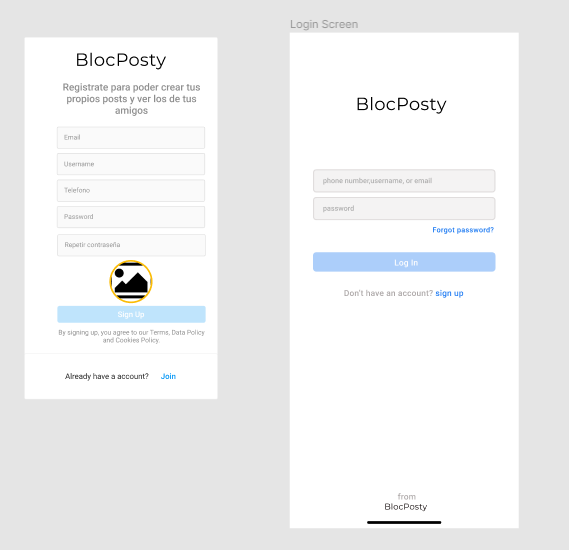 BlocPosty
Registrate para poder crear tus
propios posts y ver los de tus
amigos
Email
Username
Telefono
Password
Repetir contraseña
Sign Up
By signing up, you agree to our Terms, Data Policy
and Cookies Policy.
Already have a account? Join
Login Screen
BlocPosty
phone number,username, or email
password
Forgot password?
Log In
Don't have an account? sign up
from
BlocPosty